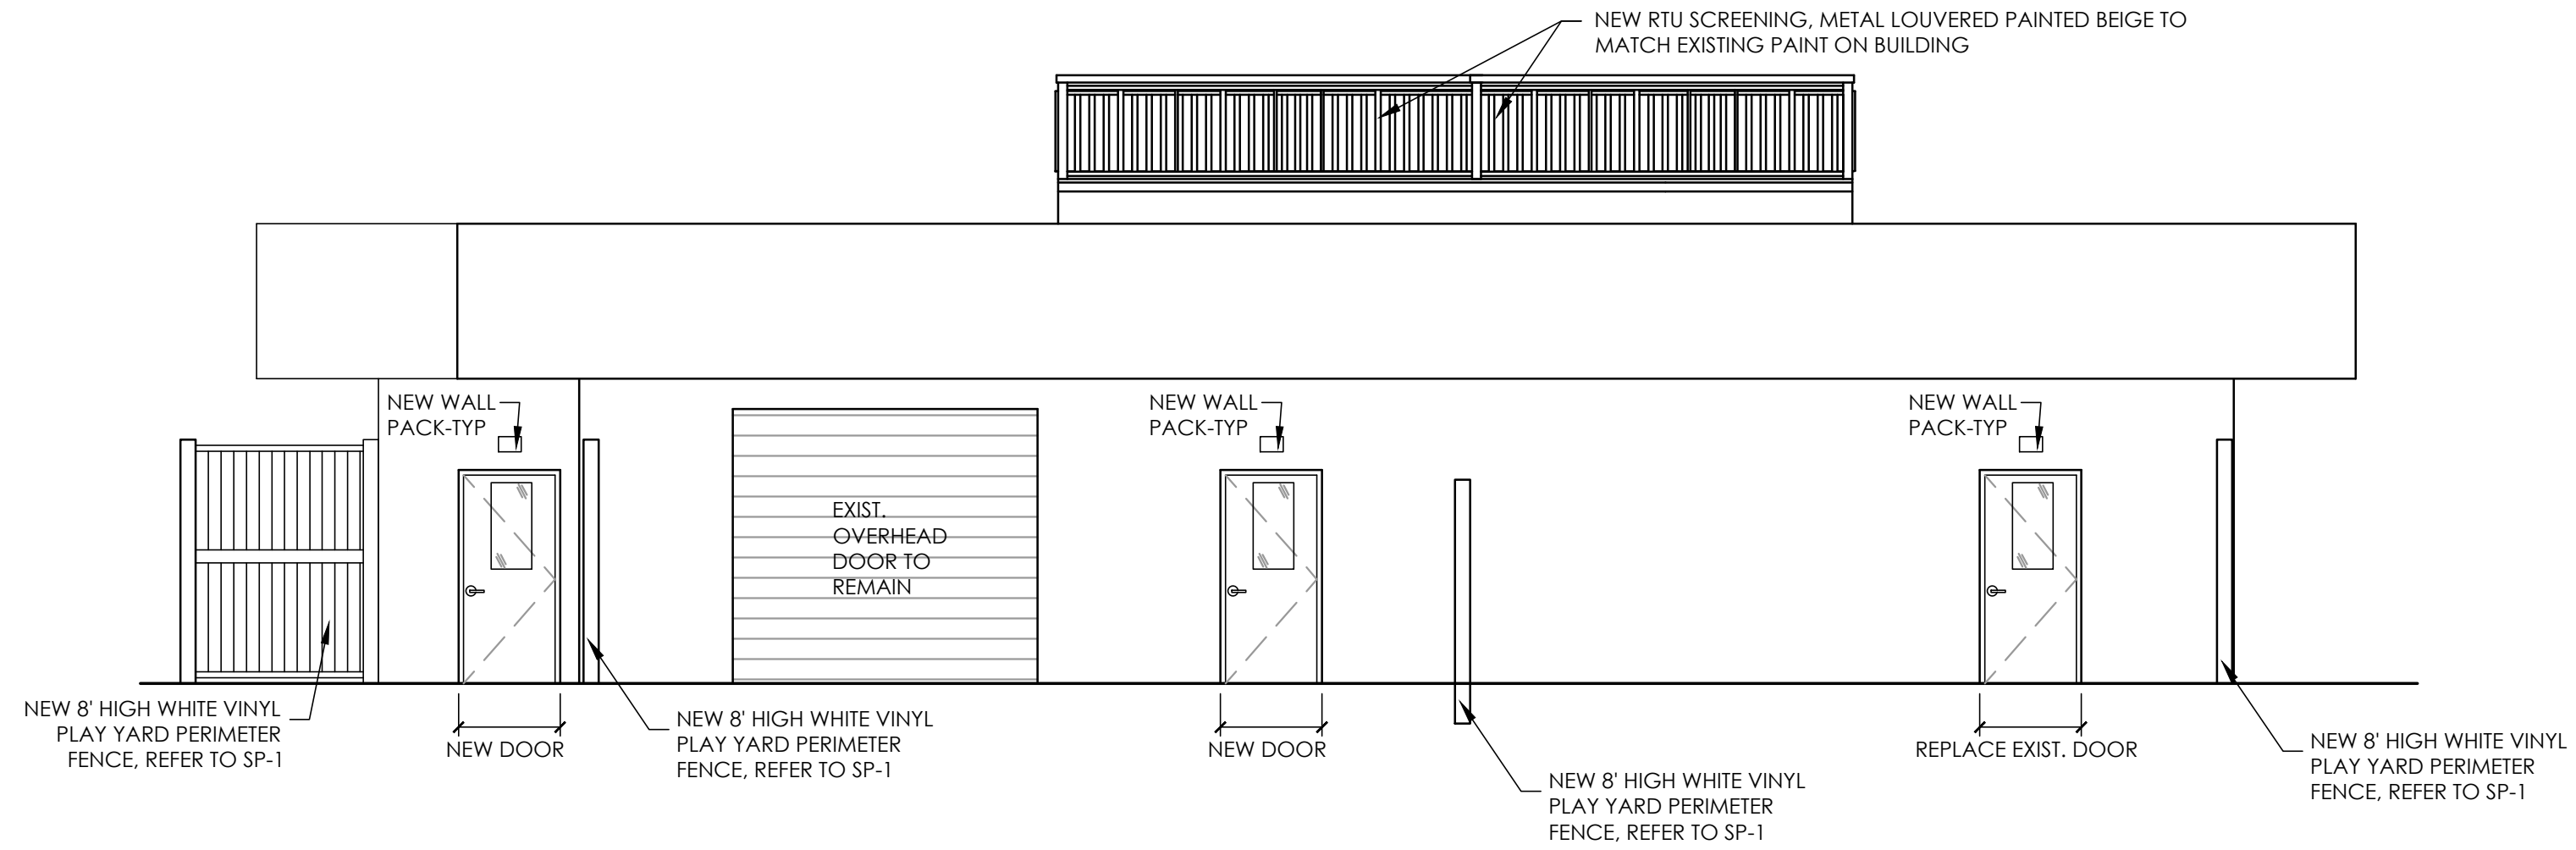 NEW RTU SCREENING, METAL LOUVERED PAINTED BEIGE TO
MATCH EXISTING PAINT ON BUILDING
NEW WALL
PACK-TYP
NEW WALL
PACK-TYP
NEW WALL
PACK-TYP
EXIST.
OVERHEAD
DOOR TO
REMAIN
NEW 8' HIGH WHITE VINYL
PLAY YARD PERIMETER
FENCE, REFER TO SP-1
NEW DOOR
NEW 8' HIGH WHITE VINYL
PLAY YARD PERIMETER
FENCE, REFER TO SP-1
NEW DOOR
NEW 8' HIGH WHITE VINYL
PLAY YARD PERIMETER
FENCE, REFER TO SP-1
REPLACE EXIST. DOOR
NEW 8' HIGH WHITE VINYL
PLAY YARD PERIMETER
FENCE, REFER TO SP-1